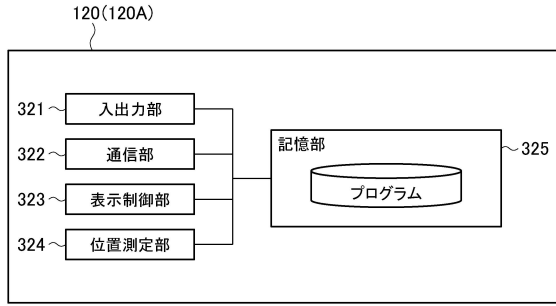 120(120A)
321 入出力部
322 通信部
323 表示制御部
324 位置測定部
記憶部
プログラム
325